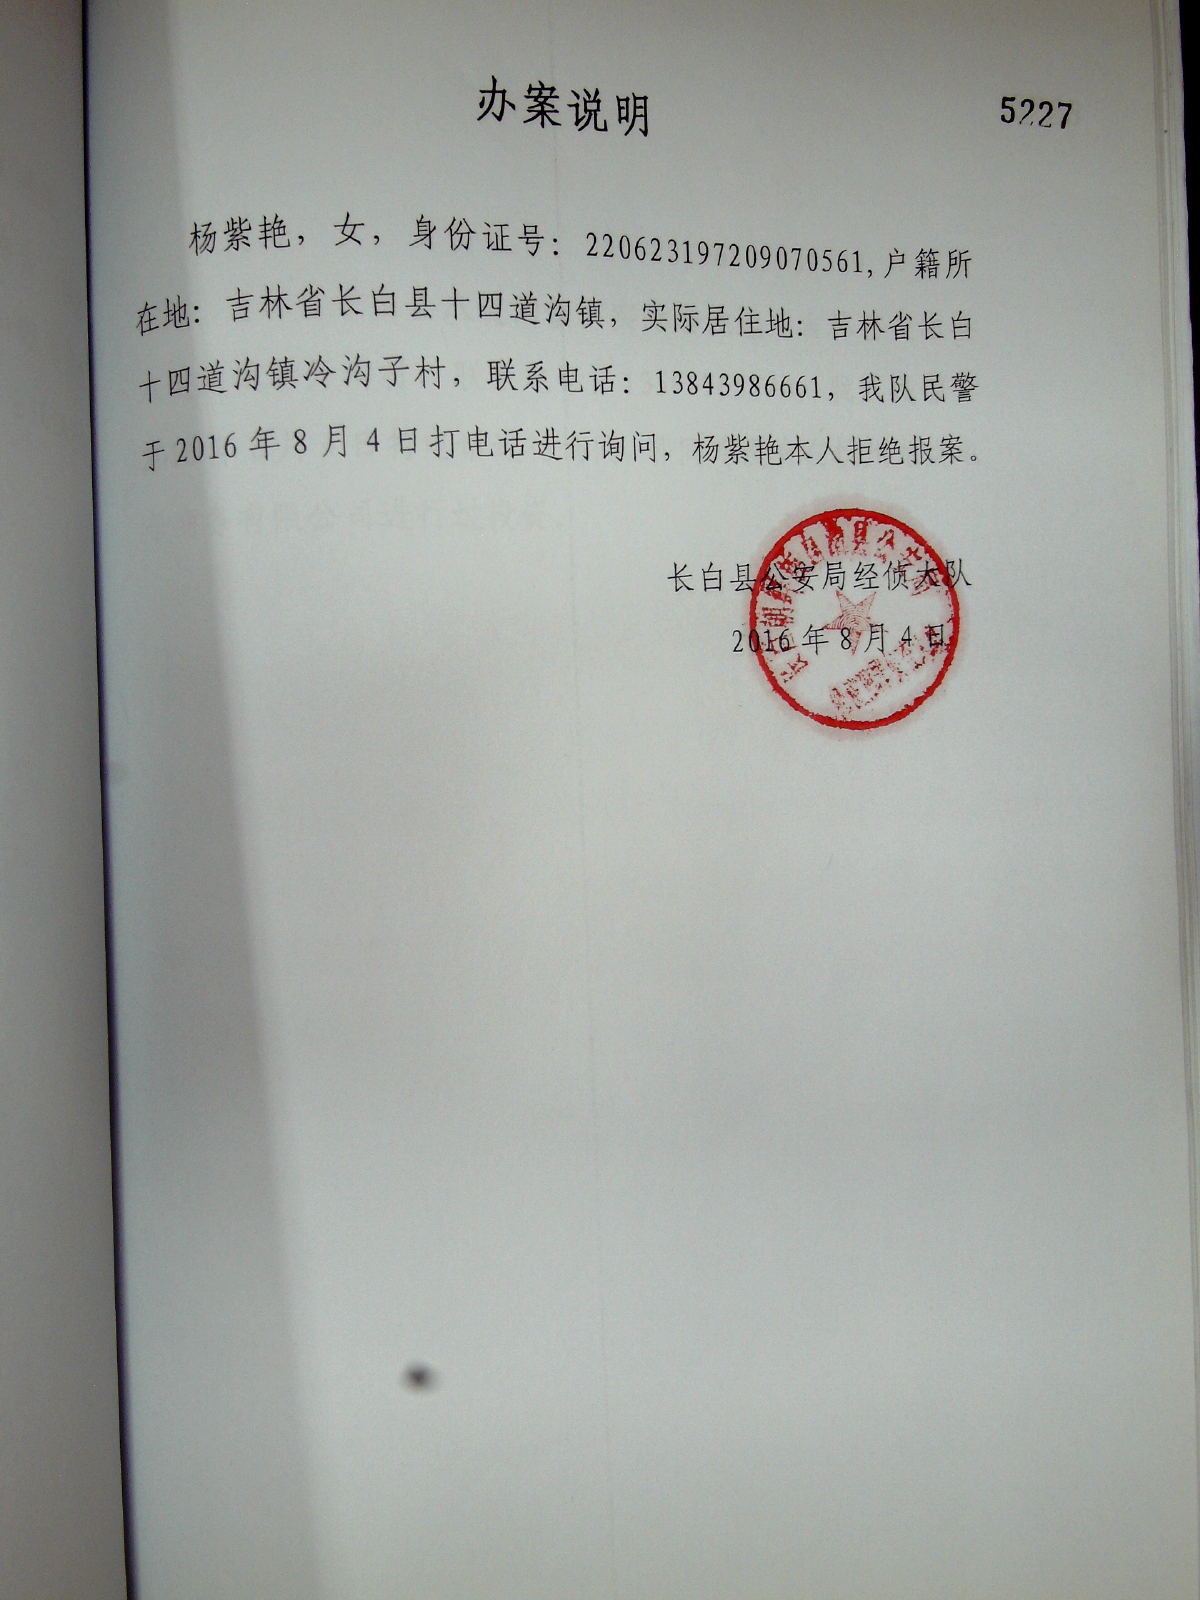 办案说明
5227
杨紫艳，女，身份证号：220623197209070561,户籍所
在地：吉林省长白县十四道沟镇，实际居住地：吉林省长白
十四道沟镇冷沟子村，联系电话：13843986661，我队民警
于2016年8月4日打电话进行询问，杨紫艳本人拒绝报案。
长白县公安局经侦大队
2016年8月4日